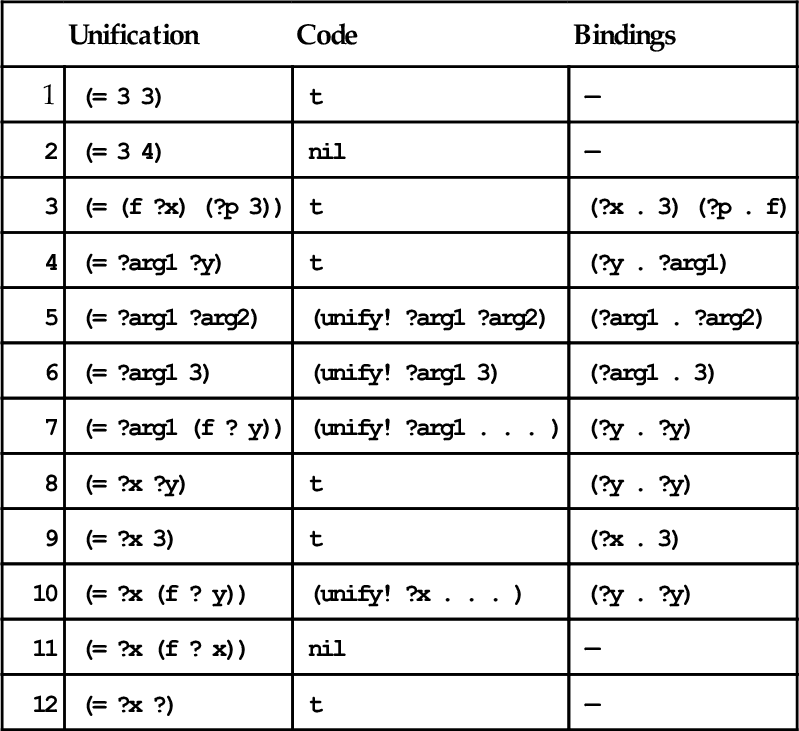 Unification Code Bindings
1 (= 3 3) t —
2 (= 3 4) nil —
3 (= (f ?x) (?p 3)) t (?x . 3) (?p . f)
4 (= ?arg1 ?y) t (?y . ?arg1)
5 (= ?arg1 ?arg2) (unify! ?arg1 ?arg2) (?arg1 . ?arg2)
6 (= ?arg1 3) (unify! ?arg1 3) (?arg1 . 3)
7 (= ?arg1 (f ? y)) (unify! ?arg1 . . . ) (?y . ?y)
8 (= ?x ?y) t (?y . ?y)
9 (= ?x 3) t (?x . 3)
10 (= ?x (f ? y)) (unify! ?x . . . ) (?y . ?y)
11 (= ?x (f ? x)) nil —
12 (= ?x ?) t —